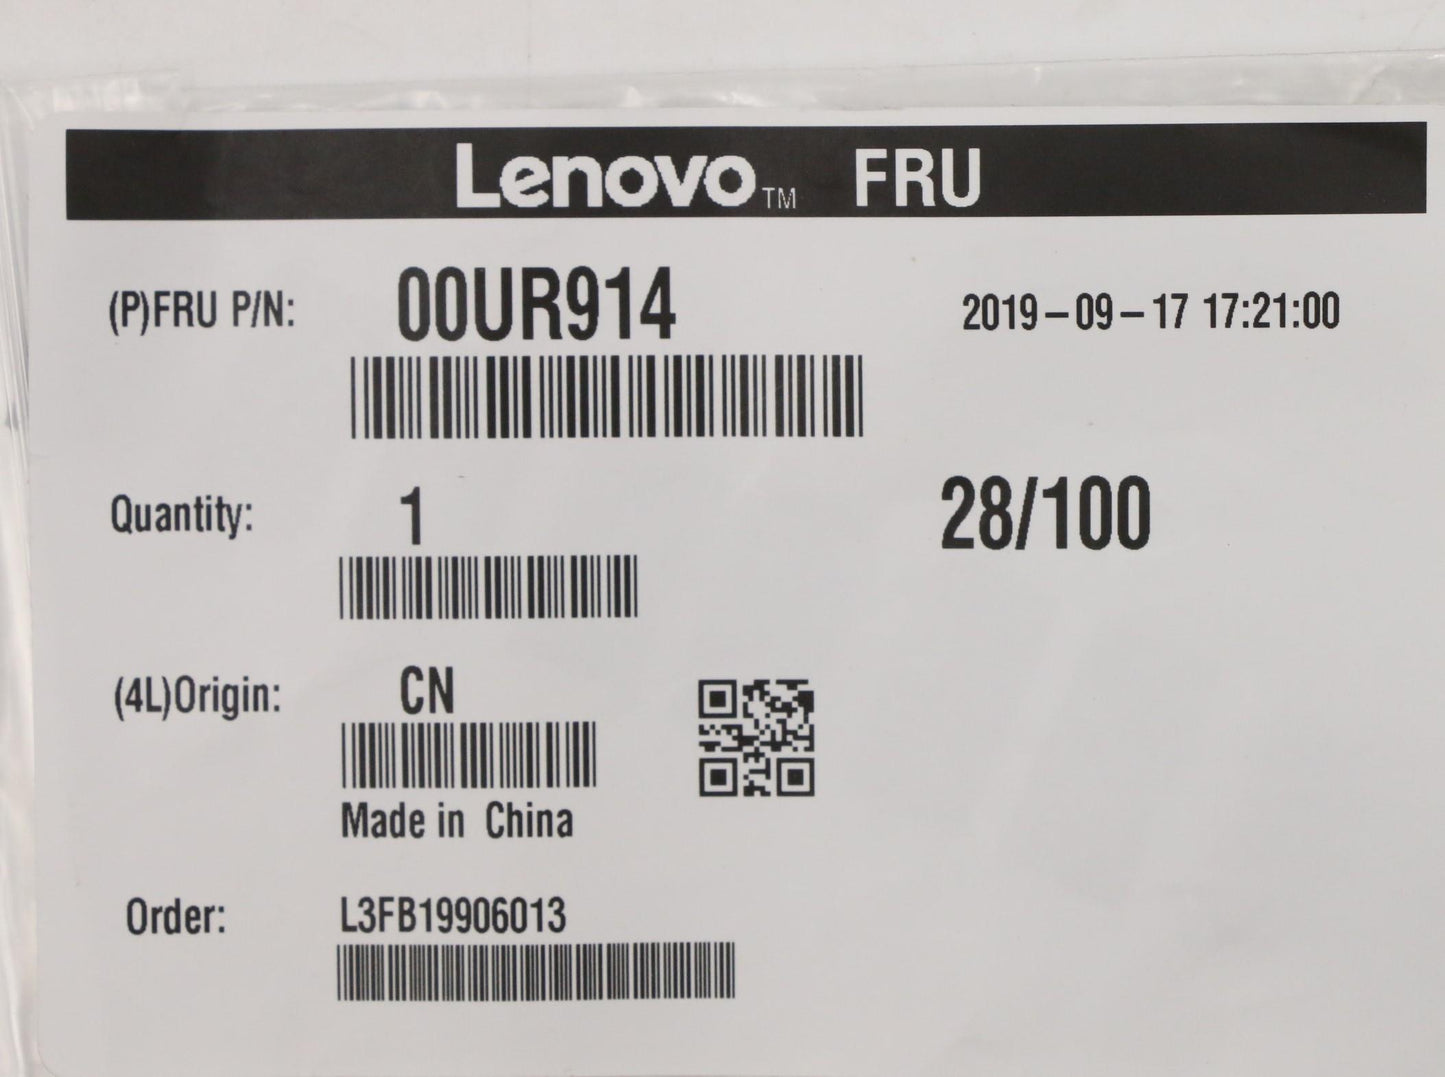 Lenovo™ FRU
(P)FRU P/N: 00UR914 2019-09-17 17:21:00
Quantity: 1 28/100
(4L)Origin: CN
Made in China
Order: L3FB19906013